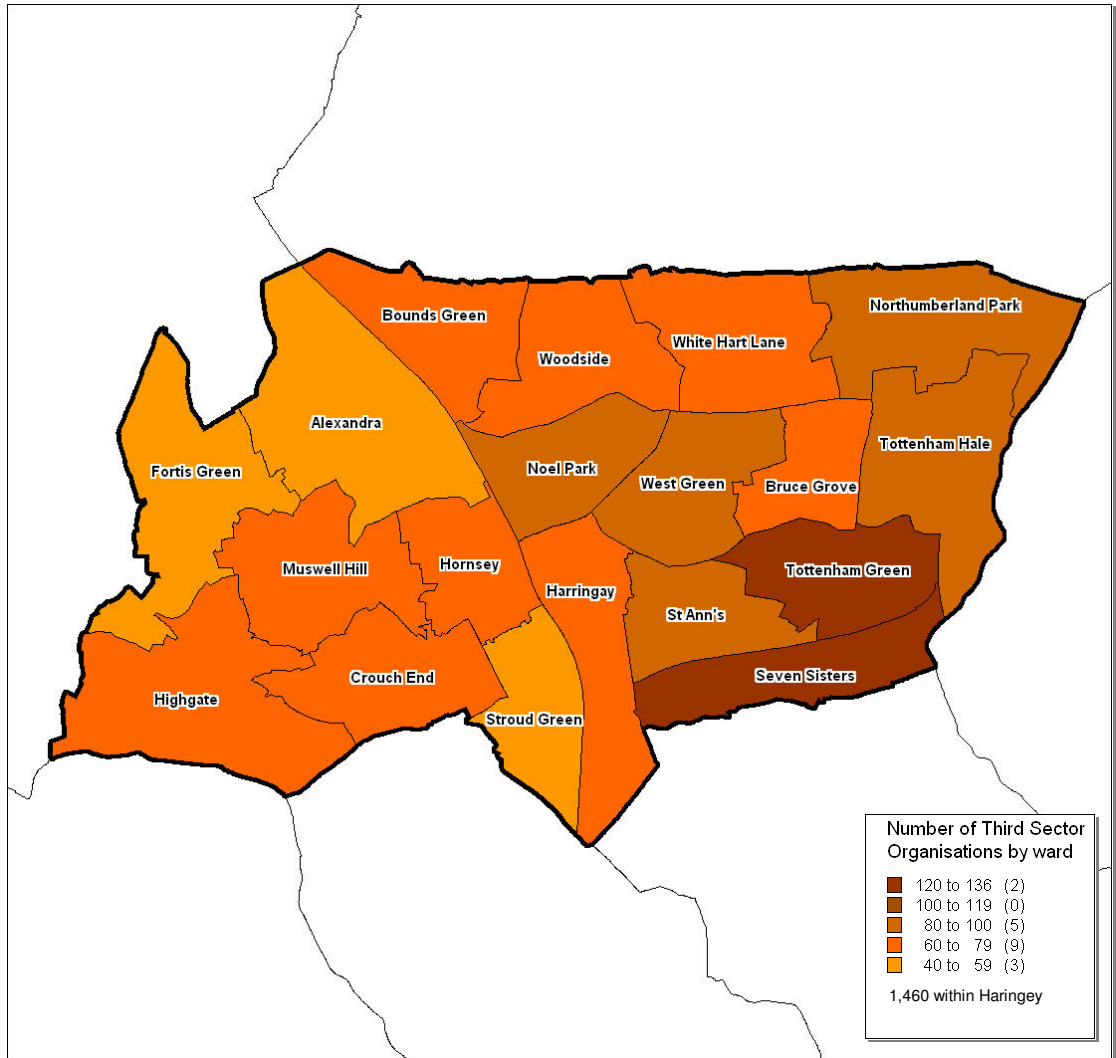 Northumberland Park
Bounds Green
White Hart Lane
Woodside
Alexandra
Tottenham Hale
Noel Park
Fortis Green
West Green
Bruce Grove
Hornsey
Muswell Hill
Tottenham Green
Harringay
St Ann's
Crouch End
Seven Sisters
Highgate
Stroud Green
Number of Third Sector
Organisations by ward
120 to 136 (2)
100 to 119 (0)
80 to 100 (5)
60 to 79 (9)
40 to 59 (3)
1,460 within Haringey